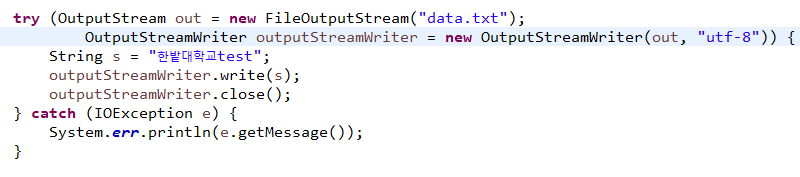 try (OutputStream out = new FileOutputStream("data.txt");
OutputStreamWriter outputStreamWriter = new OutputStreamWriter(out, "utf-8")) {
String s = "한밭대학교test";
outputStreamWriter.write(s);
outputStreamWriter.close();
} catch (IOException e) {
System.err.println(e.getMessage());
}